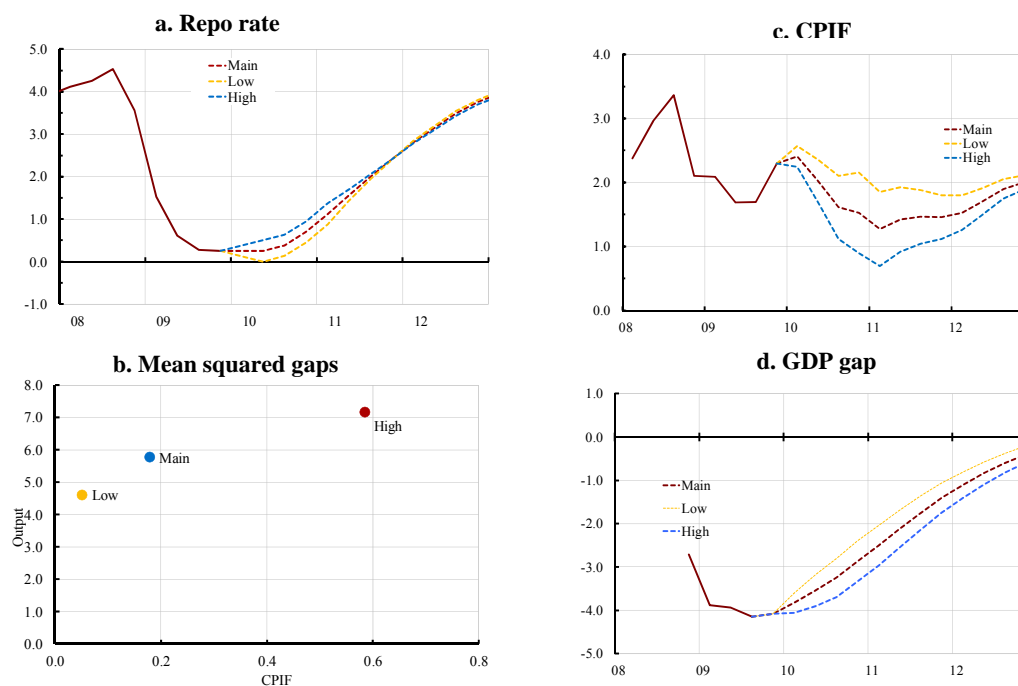 a. Repo rate
5.0
4.0
3.0
2.0
1.0
0.0
-1.0
08 09 10 11 12
Main
Low
High
c. CPIF
4.0
3.0
2.0
1.0
0.0
08 09 10 11 12
Main
Low
High
b. Mean squared gaps
8.0
7.0
6.0
5.0
4.0
3.0
2.0
1.0
0.0
0.0 0.2 0.4 0.6 0.8
Output
CPIF
High
Main
Low
d. GDP gap
1.0
0.0
-1.0
-2.0
-3.0
-4.0
-5.0
08 09 10 11 12
Main
Low
High